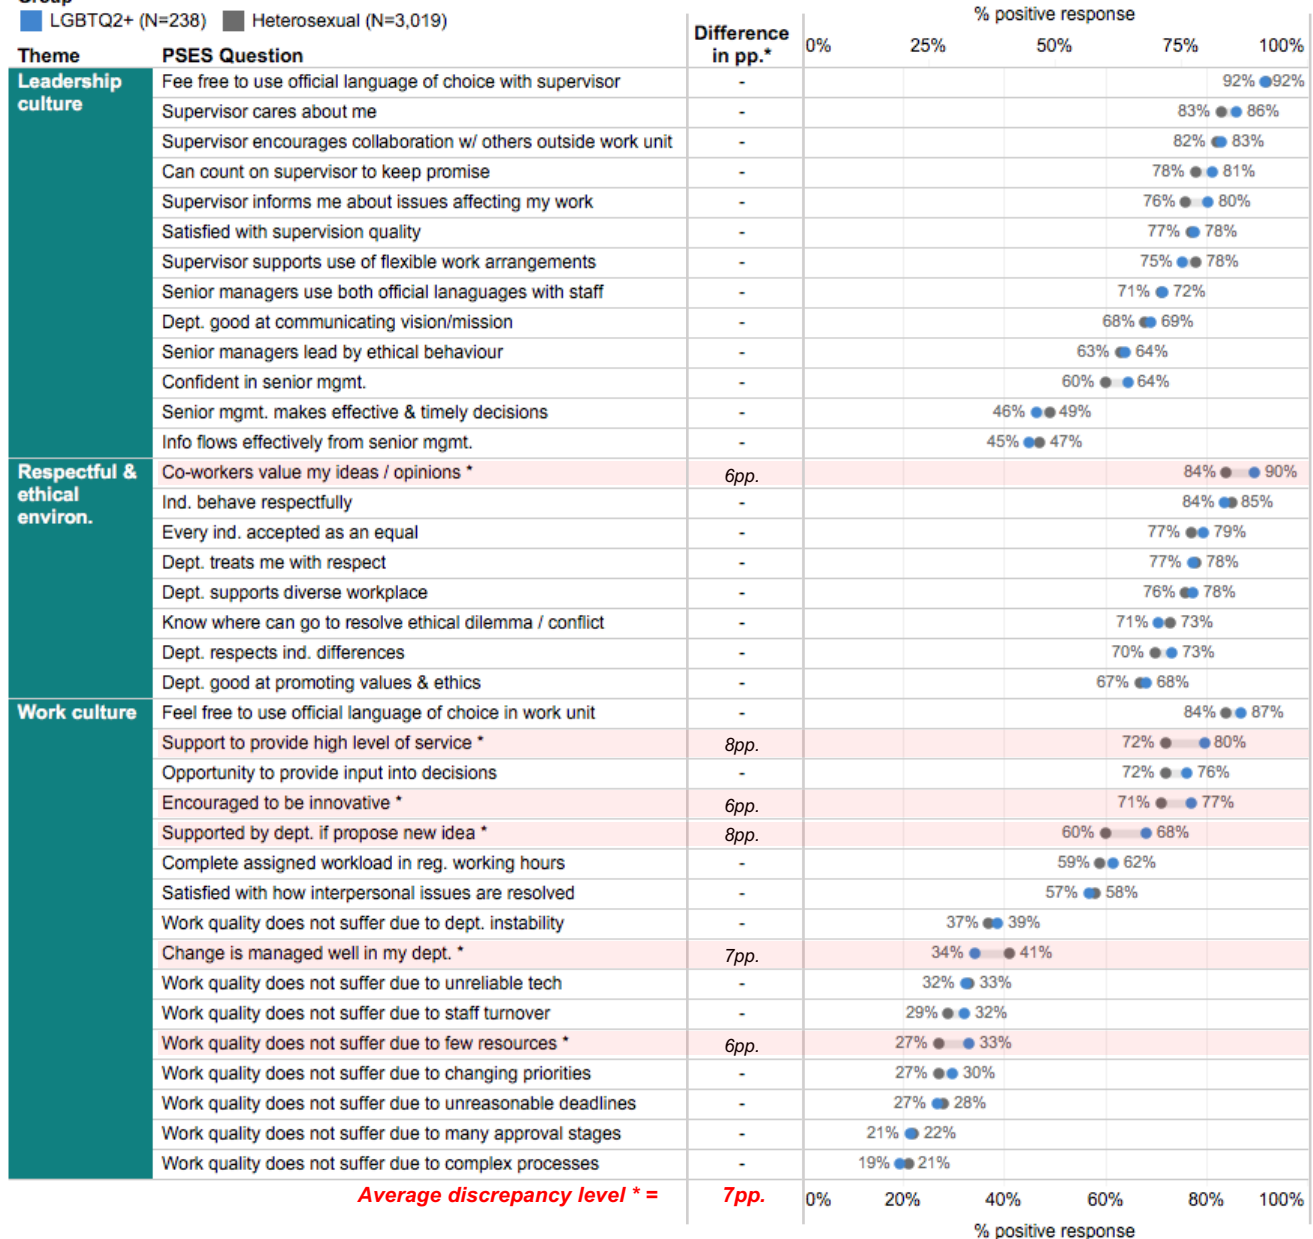 Group
LGBTQ2+ (N=238) Heterosexual (N=3,019)
% positive response
Theme PSES Question Difference in pp.* 0% 25% 50% 75% 100%
Leadership culture
Fee free to use official language of choice with supervisor - 92% 92%
Supervisor cares about me - 83% 86%
Supervisor encourages collaboration w/ others outside work unit - 82% 83%
Can count on supervisor to keep promise - 78% 81%
Supervisor informs me about issues affecting my work - 76% 80%
Satisfied with supervision quality - 77% 78%
Supervisor supports use of flexible work arrangements - 75% 78%
Senior managers use both official lanaguages with staff - 71% 72%
Dept. good at communicating vision/mission - 68% 69%
Senior managers lead by ethical behaviour - 63% 64%
Confident in senior mgmt. - 60% 64%
Senior mgmt. makes effective & timely decisions - 46% 49%
Info flows effectively from senior mgmt. - 45% 47%
Respectful & ethical environ.
Co-workers value my ideas / opinions * 6pp. 84% 90%
Ind. behave respectfully - 84% 85%
Every ind. accepted as an equal - 77% 79%
Dept. treats me with respect - 77% 78%
Dept. supports diverse workplace - 76% 78%
Know where can go to resolve ethical dilemma / conflict - 71% 73%
Dept. respects ind. differences - 70% 73%
Dept. good at promoting values & ethics - 67% 68%
Work culture
Feel free to use official language of choice in work unit - 84% 87%
Support to provide high level of service * 8pp. 72% 80%
Opportunity to provide input into decisions - 72% 76%
Encouraged to be innovative * 6pp. 71% 77%
Supported by dept. if propose new idea * 8pp. 60% 68%
Complete assigned workload in reg. working hours - 59% 62%
Satisfied with how interpersonal issues are resolved - 57% 58%
Work quality does not suffer due to dept. instability - 37% 39%
Change is managed well in my dept. * 7pp. 34% 41%
Work quality does not suffer due to unreliable tech - 32% 33%
Work quality does not suffer due to staff turnover - 29% 32%
Work quality does not suffer due to few resources * 6pp. 27% 33%
Work quality does not suffer due to changing priorities - 27% 30%
Work quality does not suffer due to unreasonable deadlines - 27% 28%
Work quality does not suffer due to many approval stages - 21% 22%
Work quality does not suffer due to complex processes - 19% 21%
Average discrepancy level * = 7pp. 0% 20% 40% 60% 80% 100%
% positive response